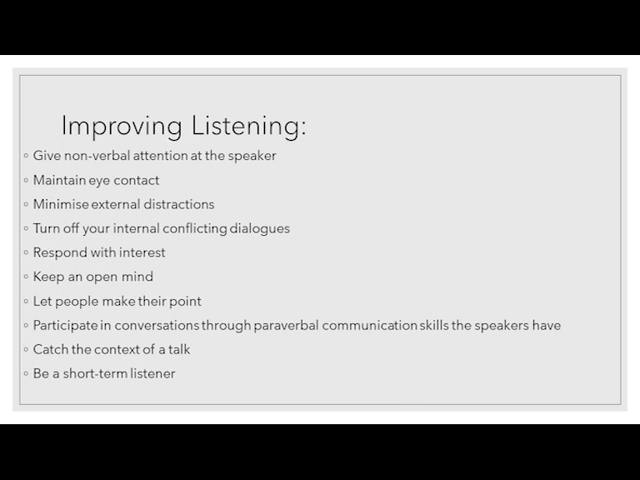 Improving Listening:
◦ Give non-verbal attention at the speaker
◦ Maintain eye contact
◦ Minimise external distractions
◦ Turn off your internal conflicting dialogues
◦ Respond with interest
◦ Keep an open mind
◦ Let people make their point
◦ Participate in conversations through paraverbal communication skills the speakers have
◦ Catch the context of a talk
◦ Be a short-term listener